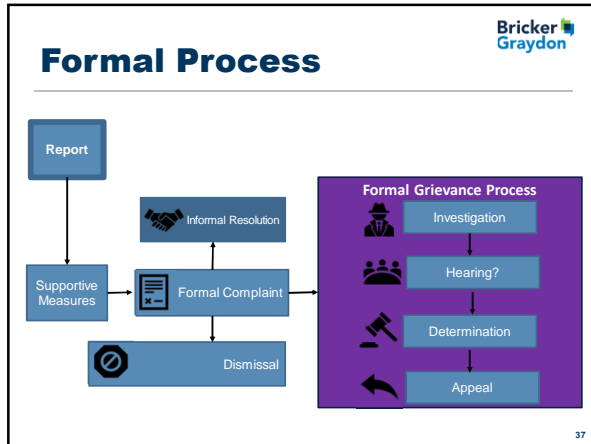 Formal Process
Bricker
Graydon
Report
Supportive
Measures
Informal Resolution
Formal Complaint
Dismissal
Formal Grievance Process
Investigation
Hearing?
Determination
Appeal
37